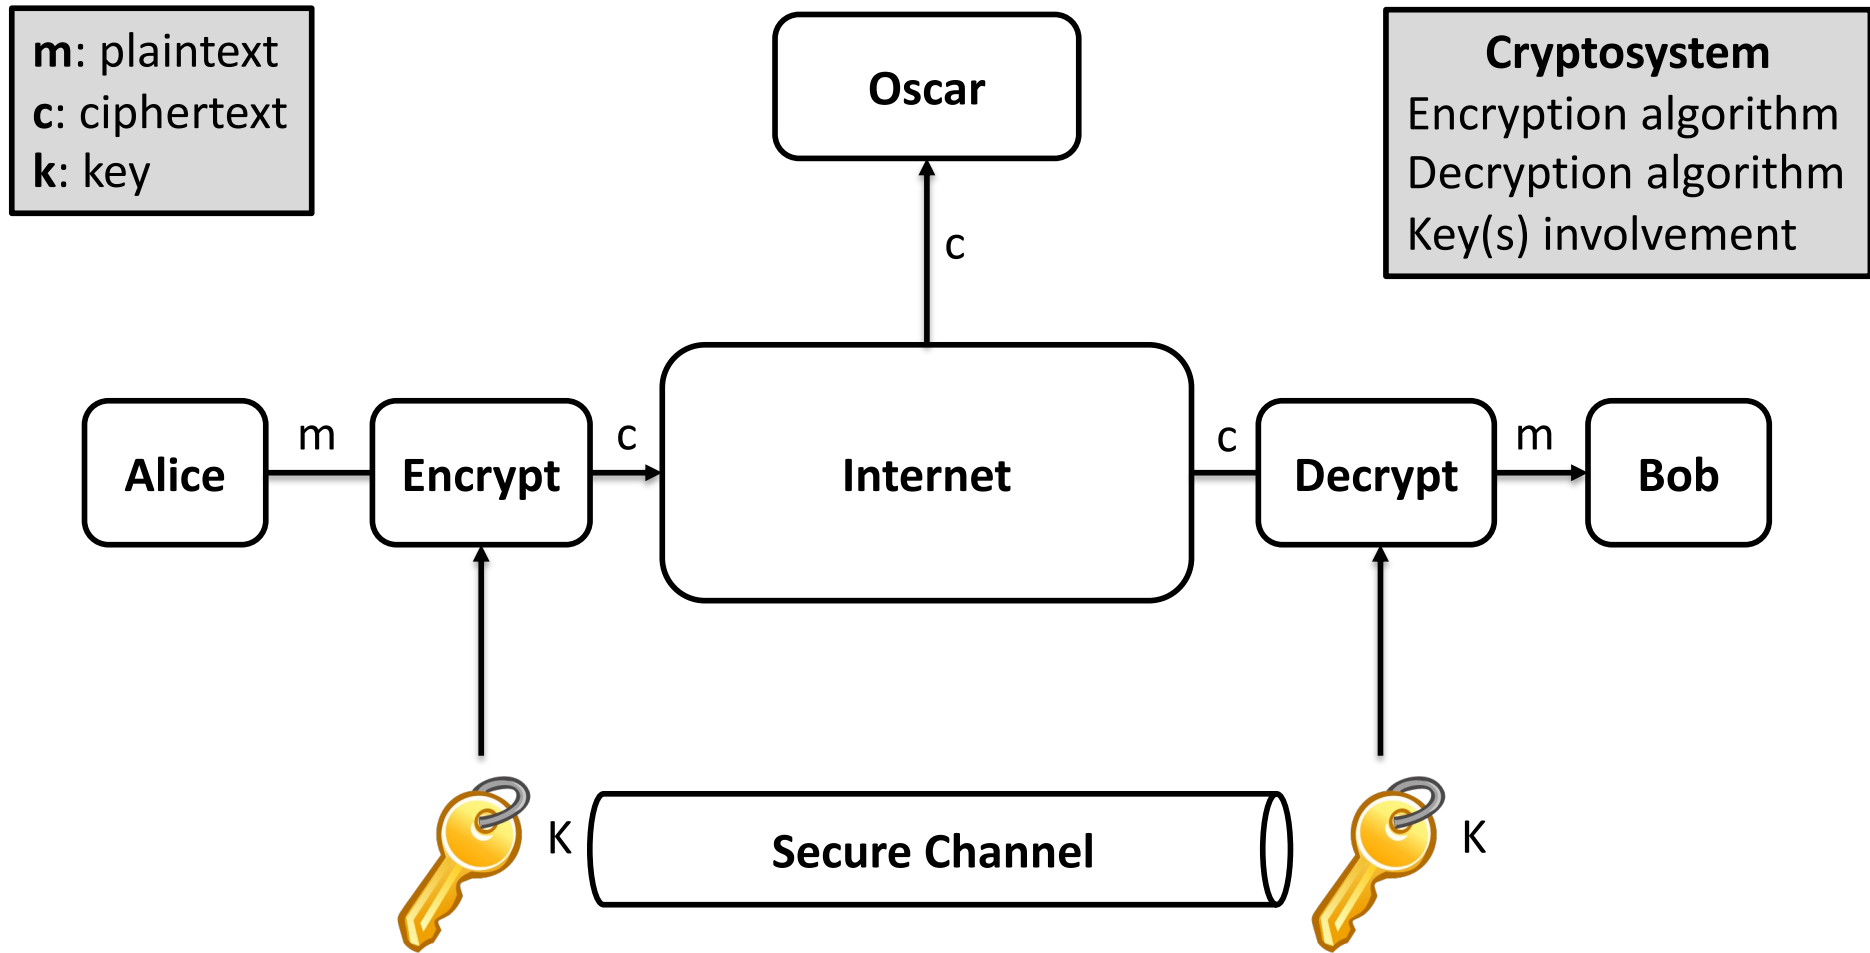 m: plaintext
c: ciphertext
k: key
Oscar
Cryptosystem
Encryption algorithm
Decryption algorithm
Key(s) involvement
c
Alice
m
Encrypt
c
Internet
c
Decrypt
m
Bob
K
Secure Channel
K